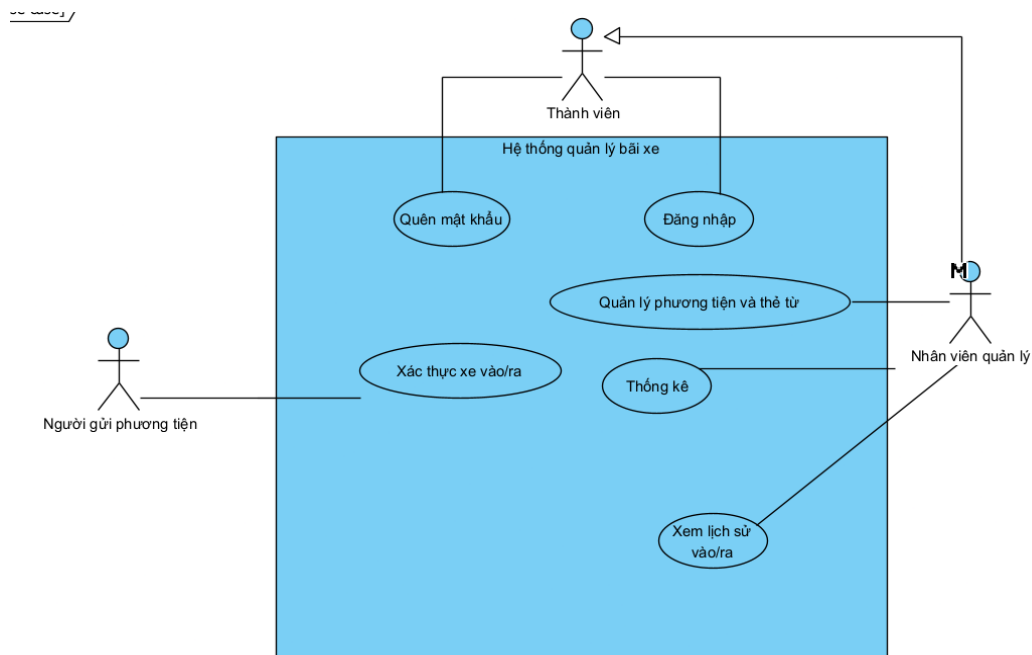 Thành viên
Hệ thống quản lý bãi xe
Quên mật khẩu
Đăng nhập
M
Quản lý phương tiện và thẻ từ
Nhân viên quản lý
Xác thực xe vào/ra
Thống kê
Người gửi phương tiện
Xem lịch sử
vào/ra